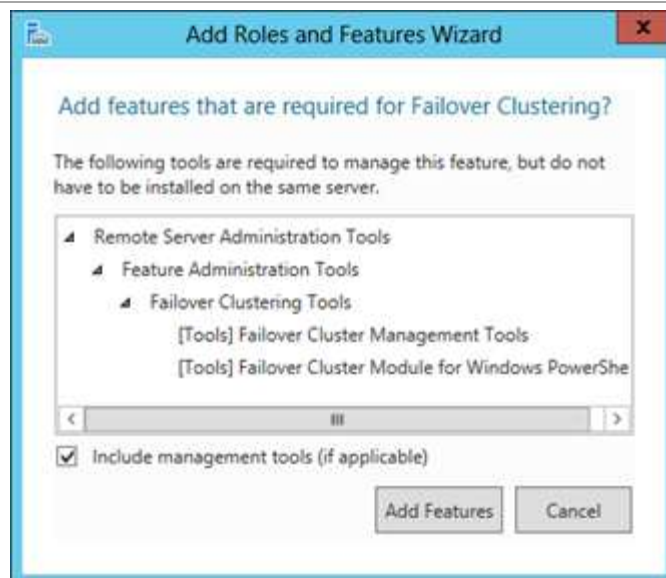 Add Roles and Features Wizard
x
Add features that are required for Failover Clustering?
The following tools are required to manage this feature, but do not
have to be installed on the same server.
Remote Server Administration Tools
Feature Administration Tools
Failover Clustering Tools
[Tools] Failover Cluster Management Tools
[Tools] Failover Cluster Module for Windows PowerShe
Include management tools (if applicable)
Add Features
Cancel